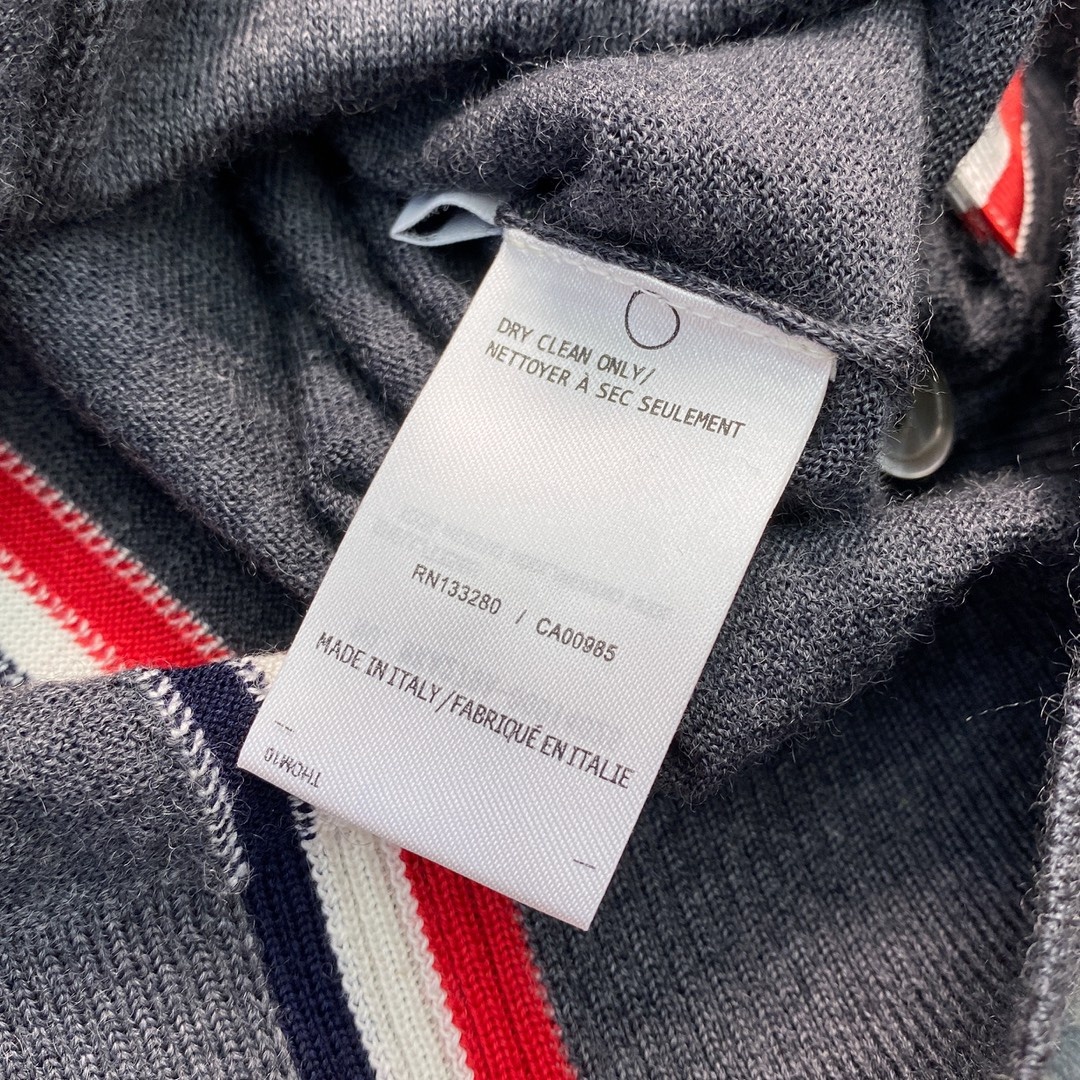 DRY CLEAN ONLY/
NETTOYER À SEC SEULEMENT
RN133280 / CA00985
MADE IN ITALY/FABRIQUÉ EN ITALIE
THOM10